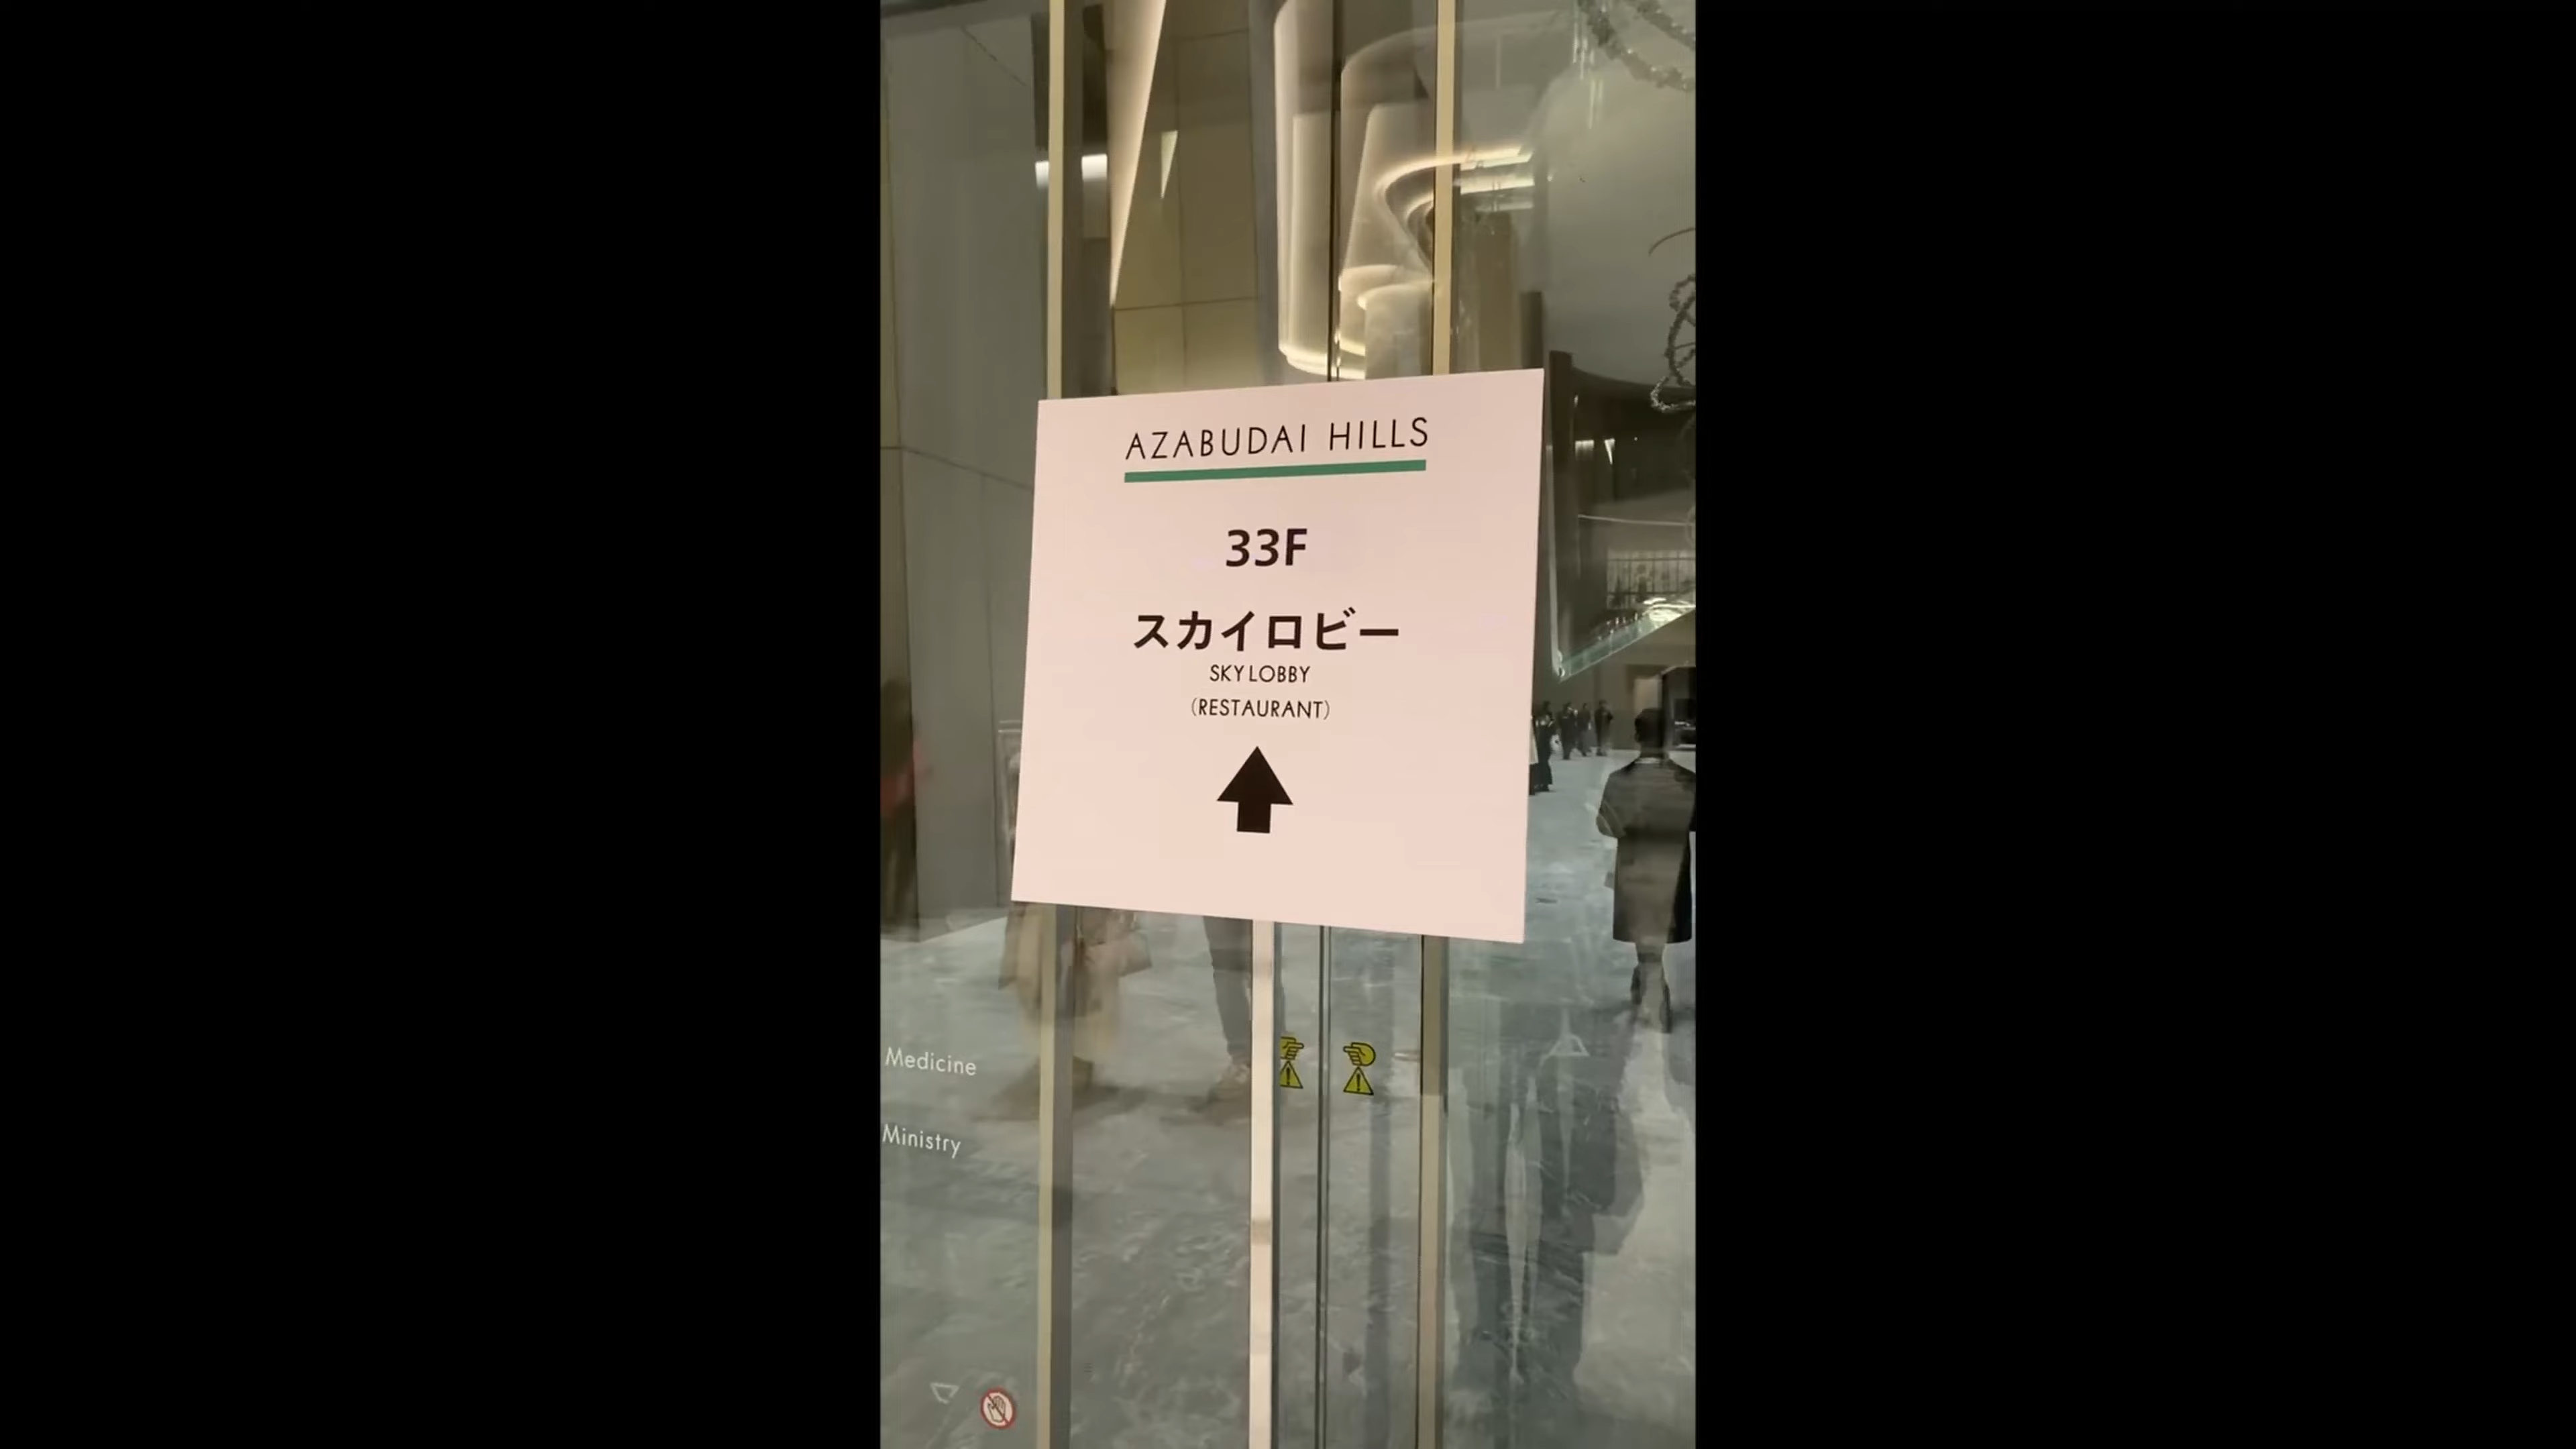 AZABUDAI HILLS
33F
スカイロビー
SKY LOBBY
(RESTAURANT)
Medicine
Ministry